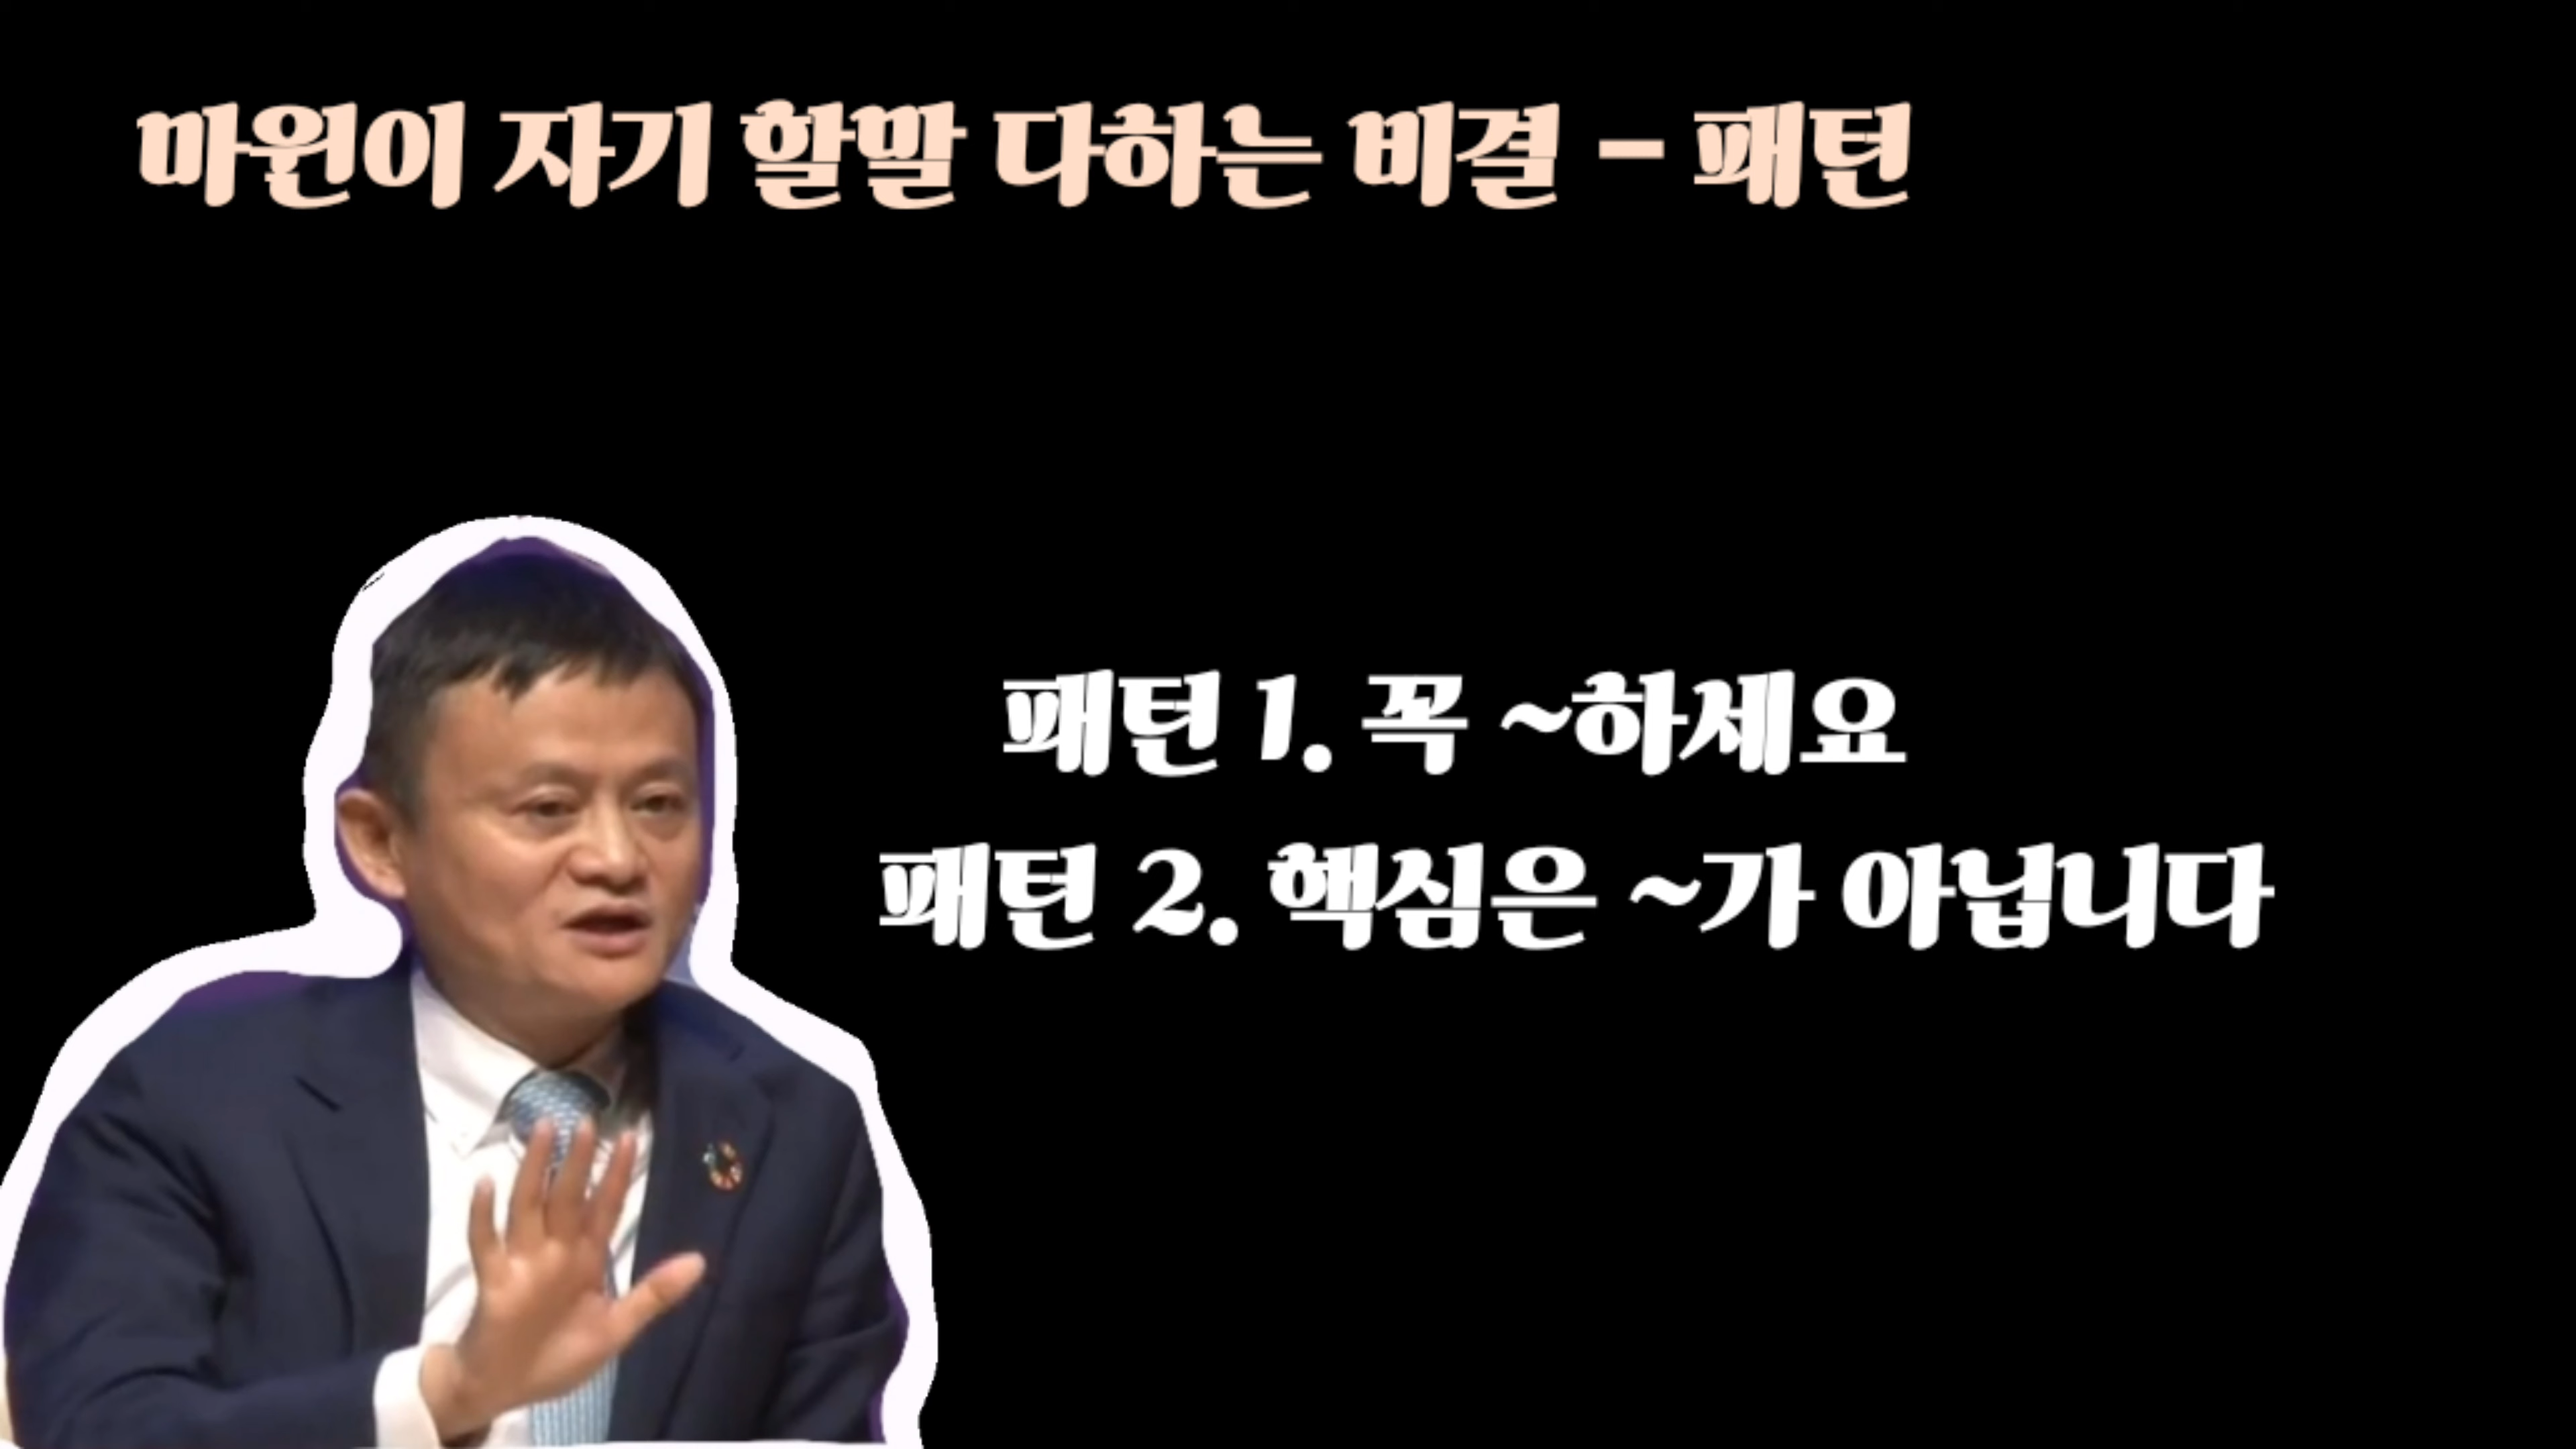 마윈이 자기 할말 다하는 비결 - 패턴
패턴 1. 꼭 ~하세요
패턴 2. 핵심은 ~가 아닙니다